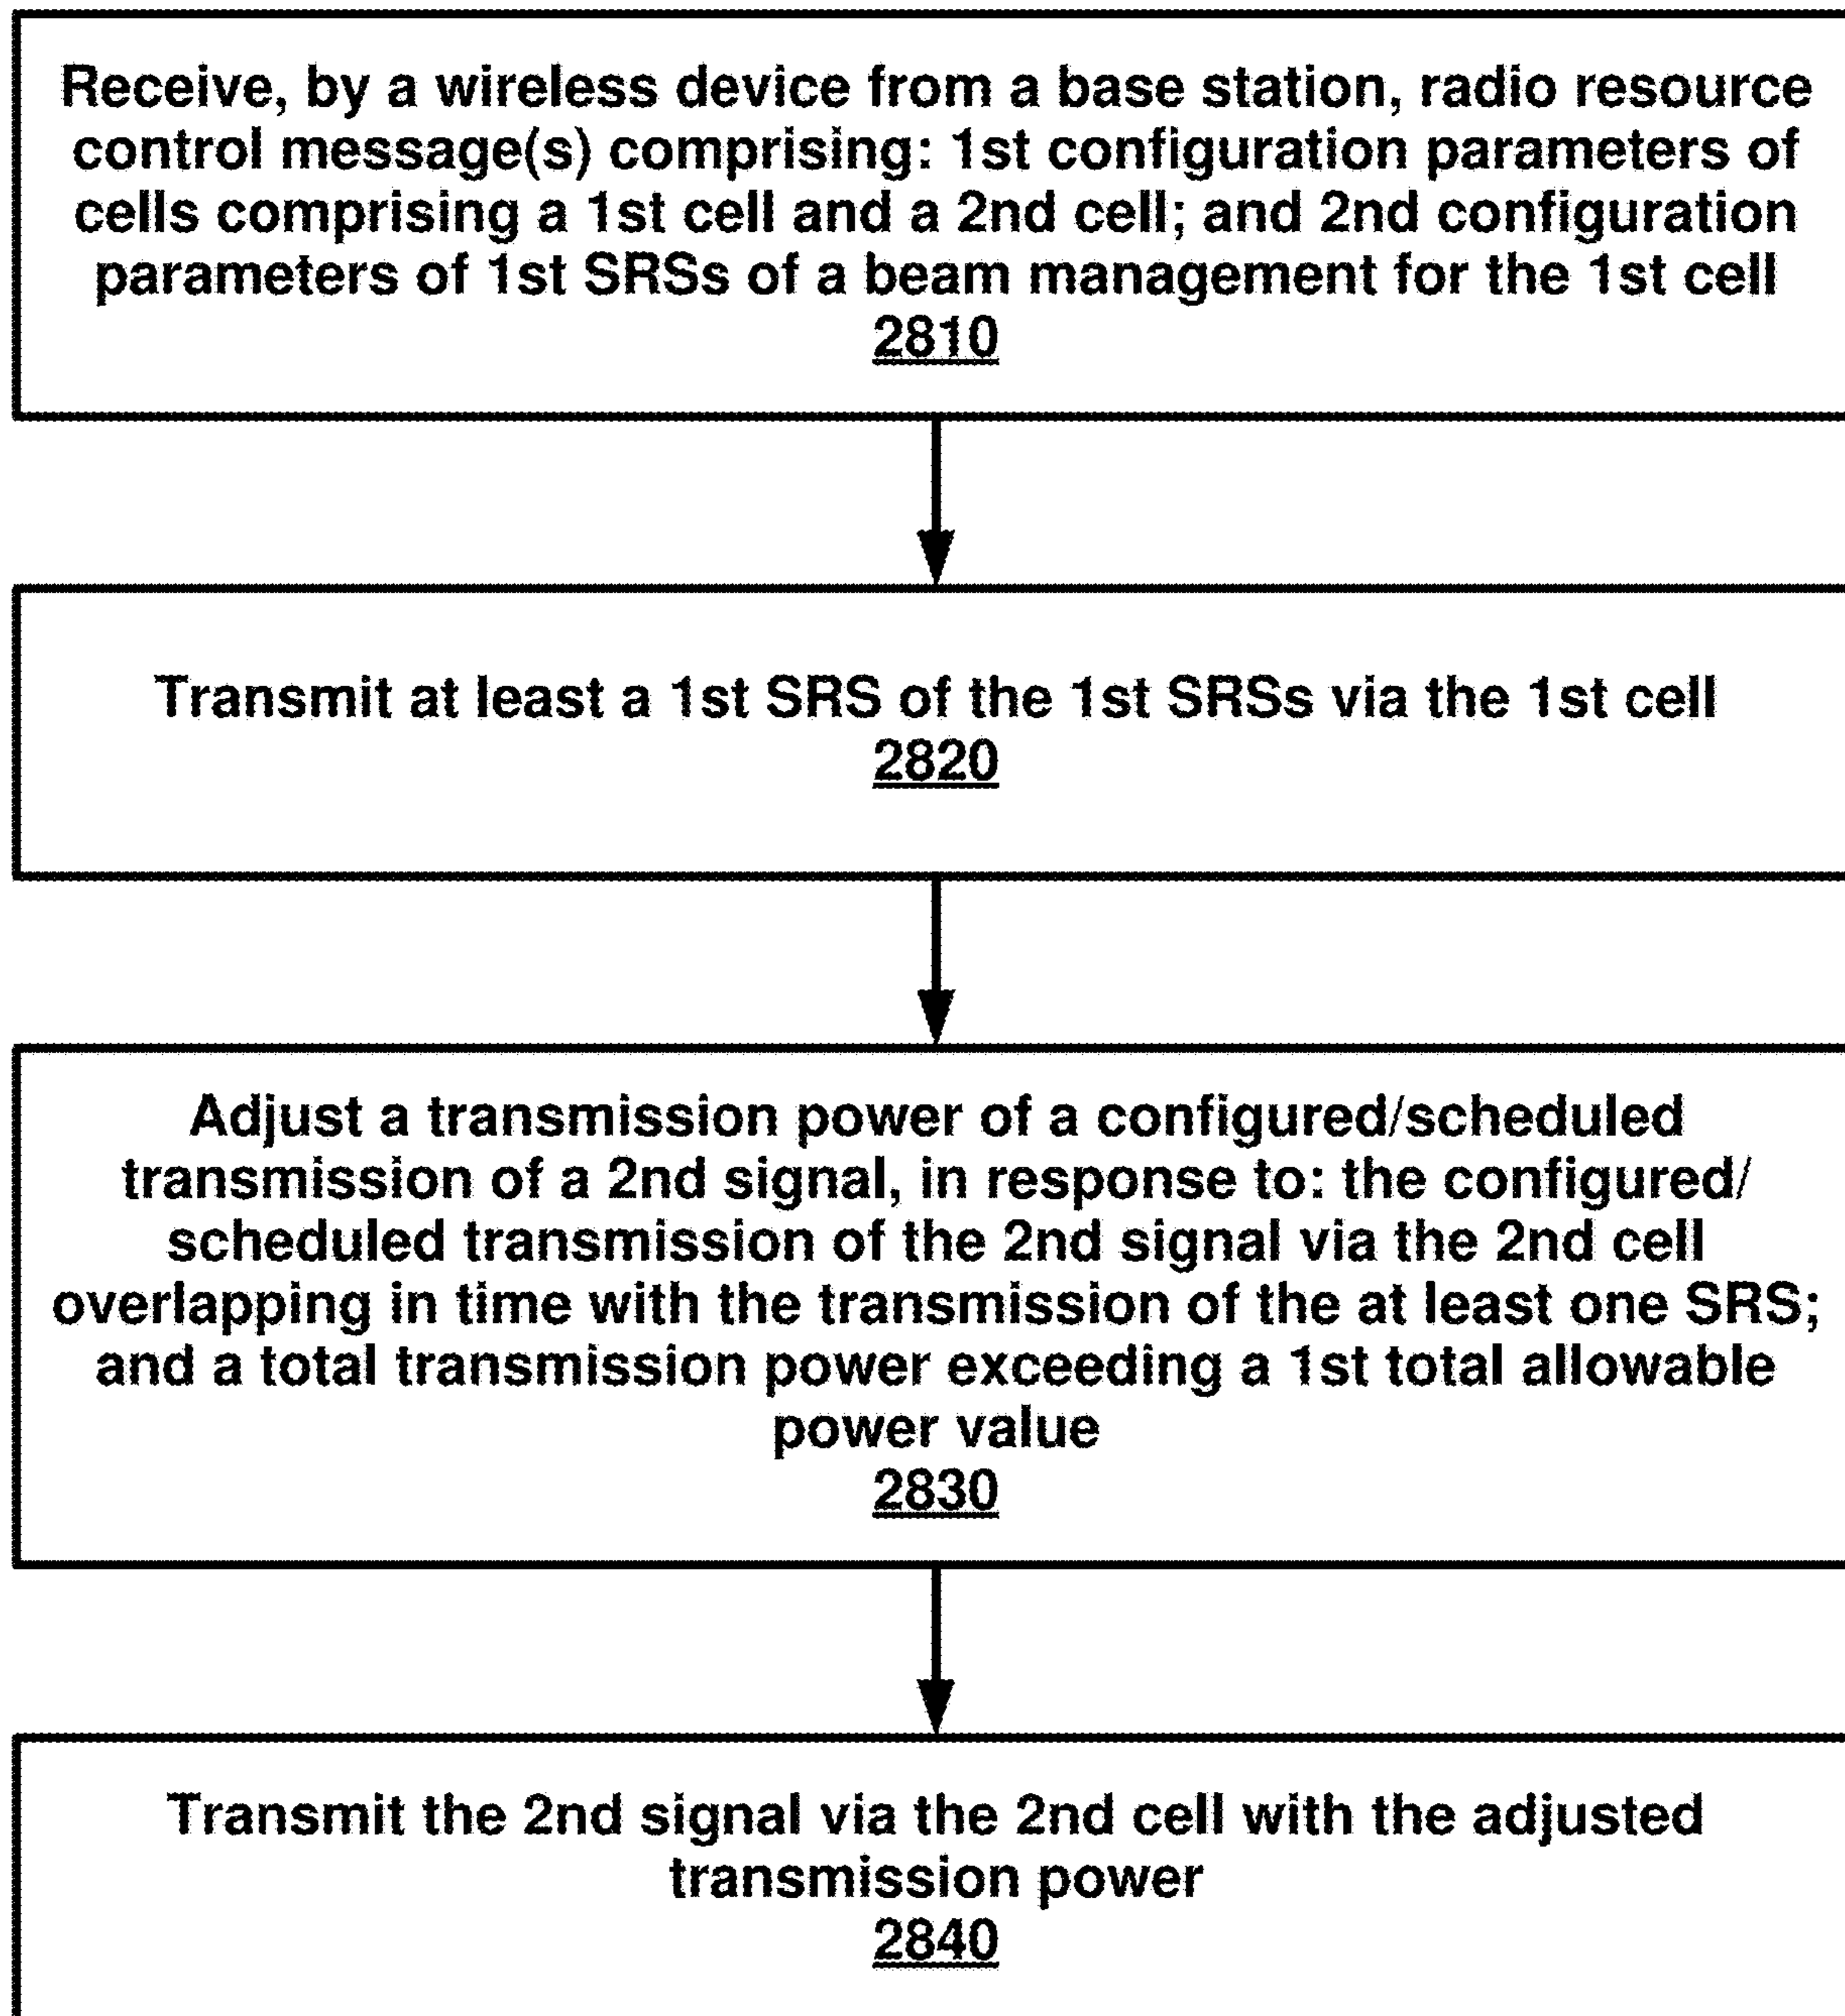 Receive, by a wireless device from a base station, radio resource
control message(s) comprising: 1st configuration parameters of
cells comprising a 1st cell and a 2nd cell; and 2nd configuration
parameters of 1st SRSs of a beam management for the 1st cell
2810
Transmit at least a 1st SRS of the 1st SRSs via the 1st cell
2820
Adjust a transmission power of a configured/scheduled
transmission of a 2nd signal, in response to: the configured/
scheduled transmission of the 2nd signal via the 2nd cell
overlapping in time with the transmission of the at least one SRS;
and a total transmission power exceeding a 1st total allowable
power value
2830
Transmit the 2nd signal via the 2nd cell with the adjusted
transmission power
2840